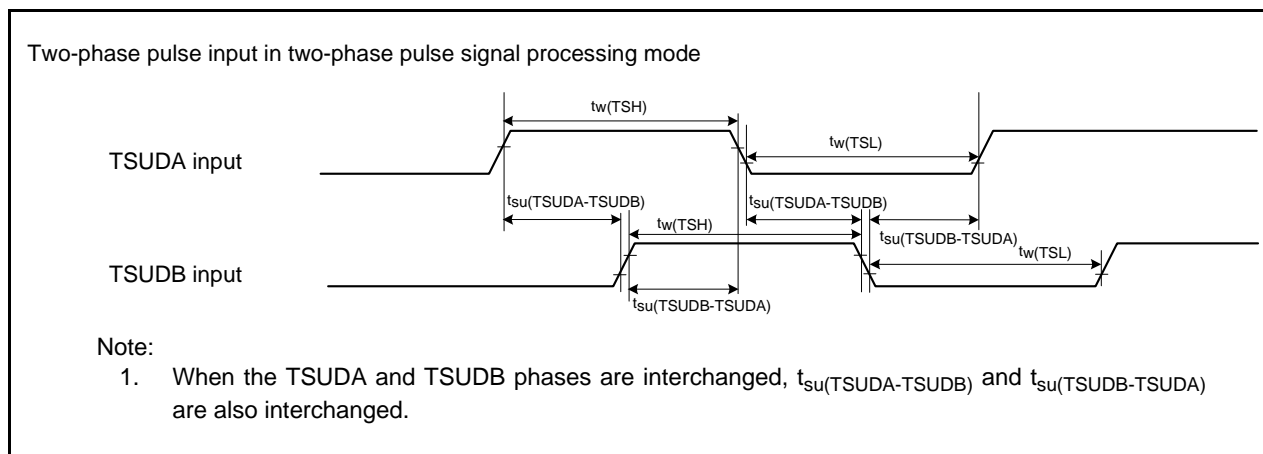 Two-phase pulse input in two-phase pulse signal processing mode
tw(TSH)
TSUDA input
tw(TSL)
tsu(TSUDA-TSUDB)
tsu(TSUDA-TSUDB)
tw(TSH)
tsu(TSUDB-TSUDA)
TSUDB input
tw(TSL)
tsu(TSUDB-TSUDA)
Note:
1. When the TSUDA and TSUDB phases are interchanged, tsu(TSUDA-TSUDB) and tsu(TSUDB-TSUDA)
are also interchanged.